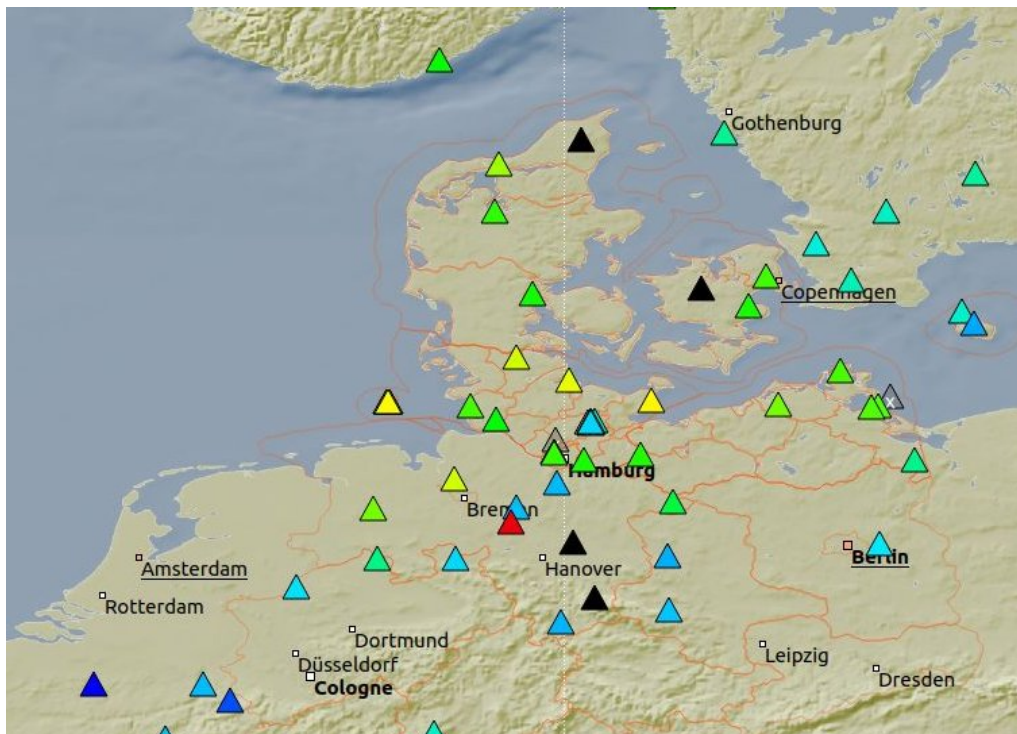 Gothenburg
Copenhagen
x
Hamburg
Bremen
Berlin
Amsterdam
Hanover
Rotterdam
Dortmund
Leipzig
Düsseldorf
Cologne
Dresden